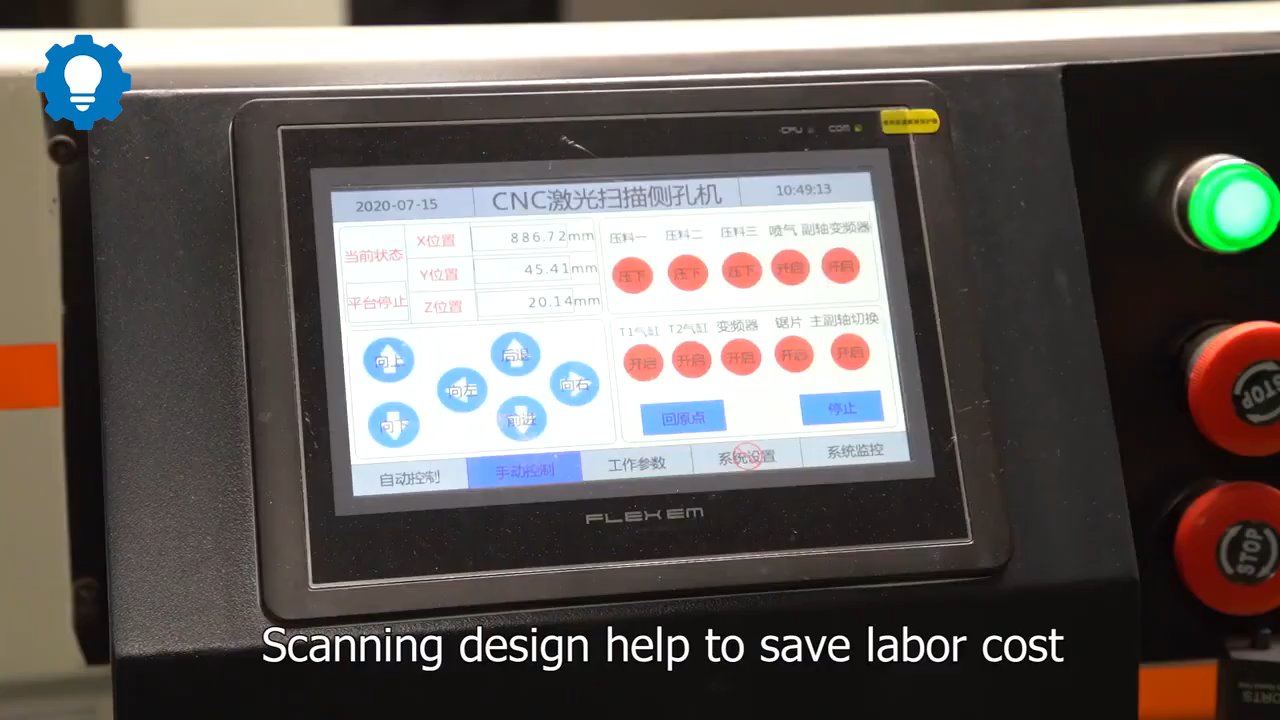 CPU COM
2020-07-15 CNC激光扫描侧孔机 10:49:13
当前状态 X位置 886.72mm
Y位置 45.41mm
平台停止 Z位置 20.14mm
压料一 压料二 压料三 喷气 副轴变频器
压下 压下 压下 开启 开启
T1气缸 T2气缸 变频器 锯片 主副轴切换
开启 开启 开启 开启 开启
向上 后退
向左 向右
向下 前进
回原点 停止
自动控制 手动控制 工作参数 系统设置 系统监控
FLEXEM
STOP
STOP
Scanning design help to save labor cost